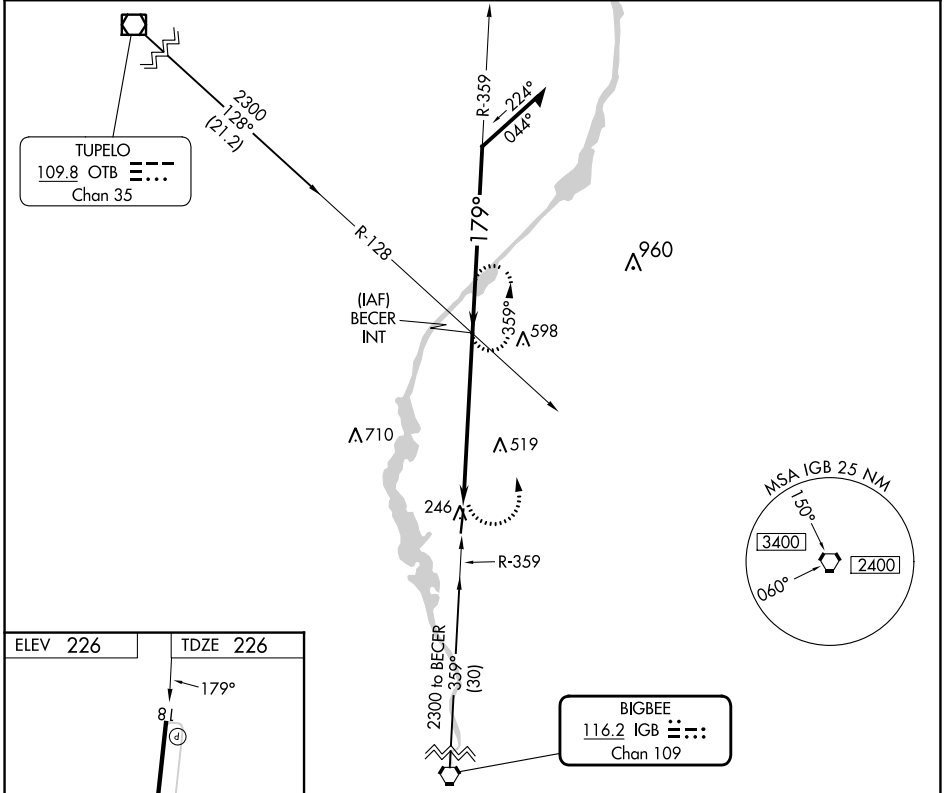 TUPELO
109.8 OTB
Chan 35
2300
128°
(21.2)
R-128
R-359
224°
044°
179°
960
(IAF)
BECER
INT
359°
598
710
519
246
R-359
MSA IGB 25 NM
150°
3400
2400
060°
2300 to BECER
359°
(30)
BIGBEE
116.2 IGB
Chan 109
ELEV 226
TDZE 226
179°
18
P